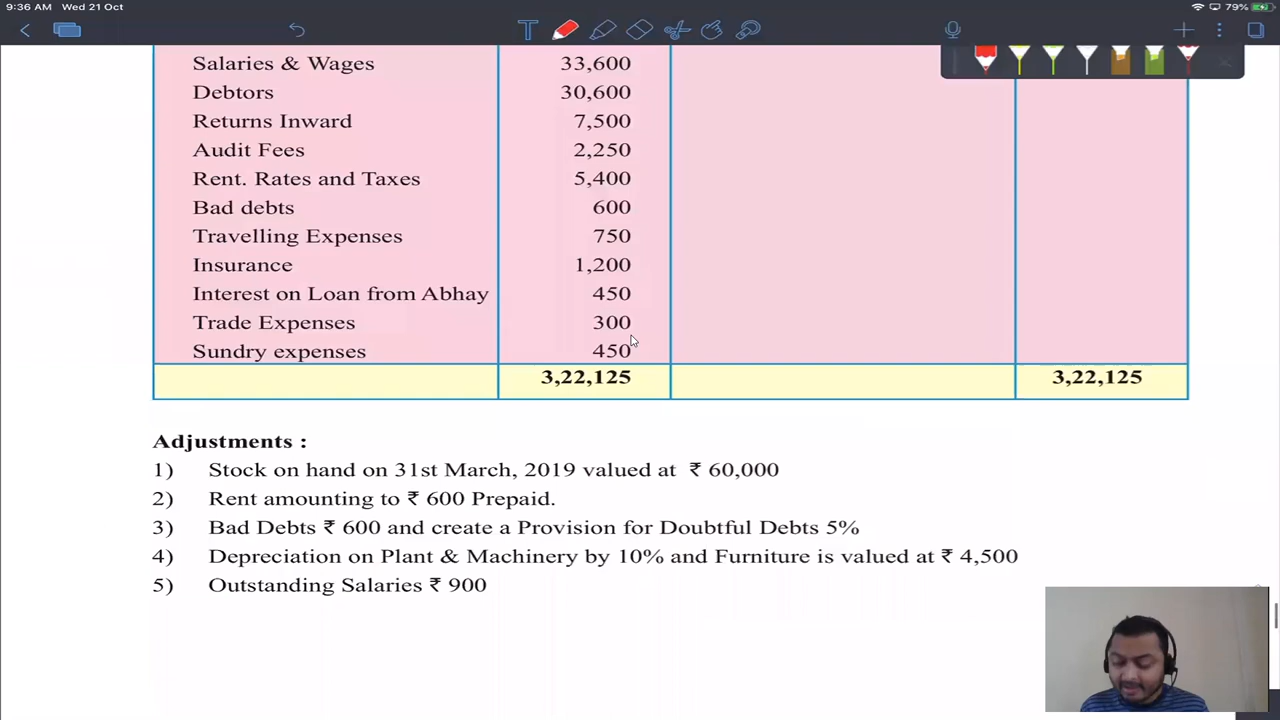 9:36 AM Wed 21 Oct
79%
T
Salaries & Wages 33,600
Debtors 30,600
Returns Inward 7,500
Audit Fees 2,250
Rent. Rates and Taxes 5,400
Bad debts 600
Travelling Expenses 750
Insurance 1,200
Interest on Loan from Abhay 450
Trade Expenses 300
Sundry expenses 450
3,22,125 3,22,125
Adjustments :
1) Stock on hand on 31st March, 2019 valued at ₹ 60,000
2) Rent amounting to ₹ 600 Prepaid.
3) Bad Debts ₹ 600 and create a Provision for Doubtful Debts 5%
4) Depreciation on Plant & Machinery by 10% and Furniture is valued at ₹ 4,500
5) Outstanding Salaries ₹ 900